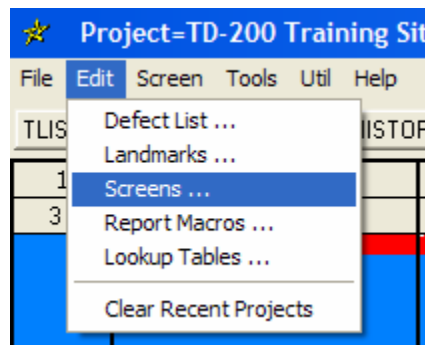 Project=TD-200 Training Sit
File Edit Screen Tools Util Help
TLIS HISTOR
Defect List ...
Landmarks ...
1
Screens ...
3
Report Macros ...
Lookup Tables ...
Clear Recent Projects